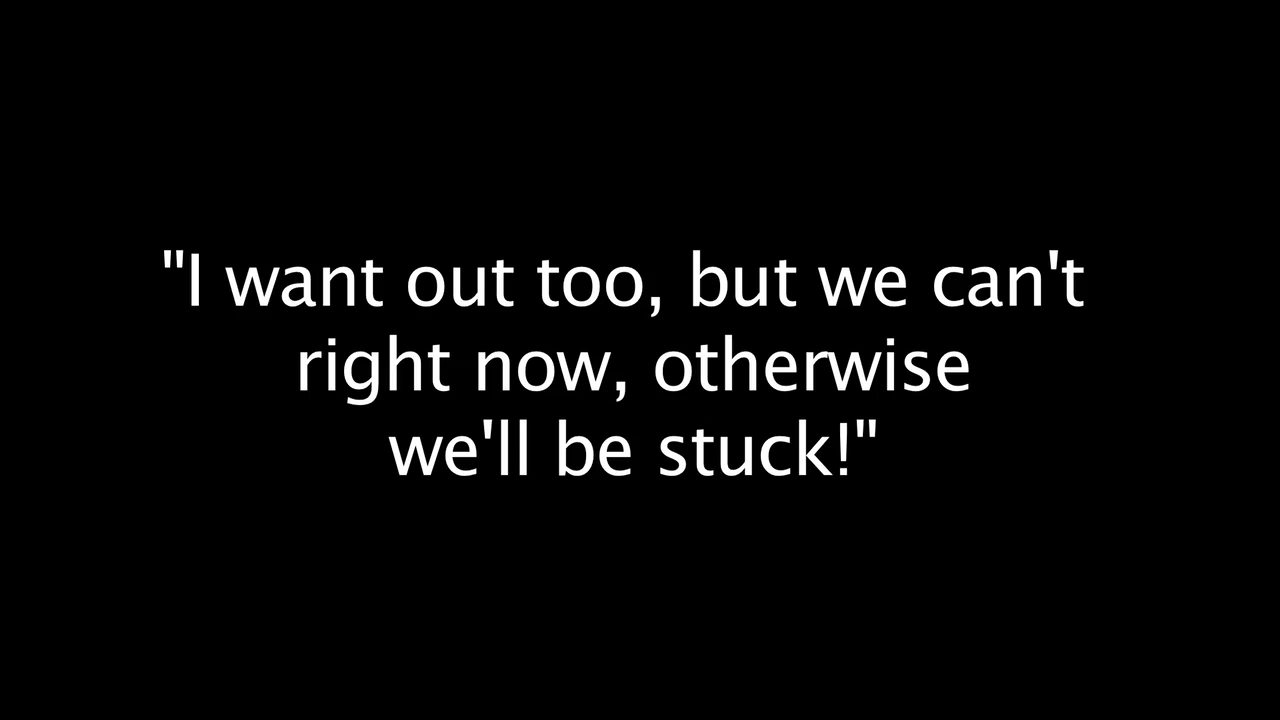 "I want out too, but we can't
right now, otherwise
we'll be stuck!"